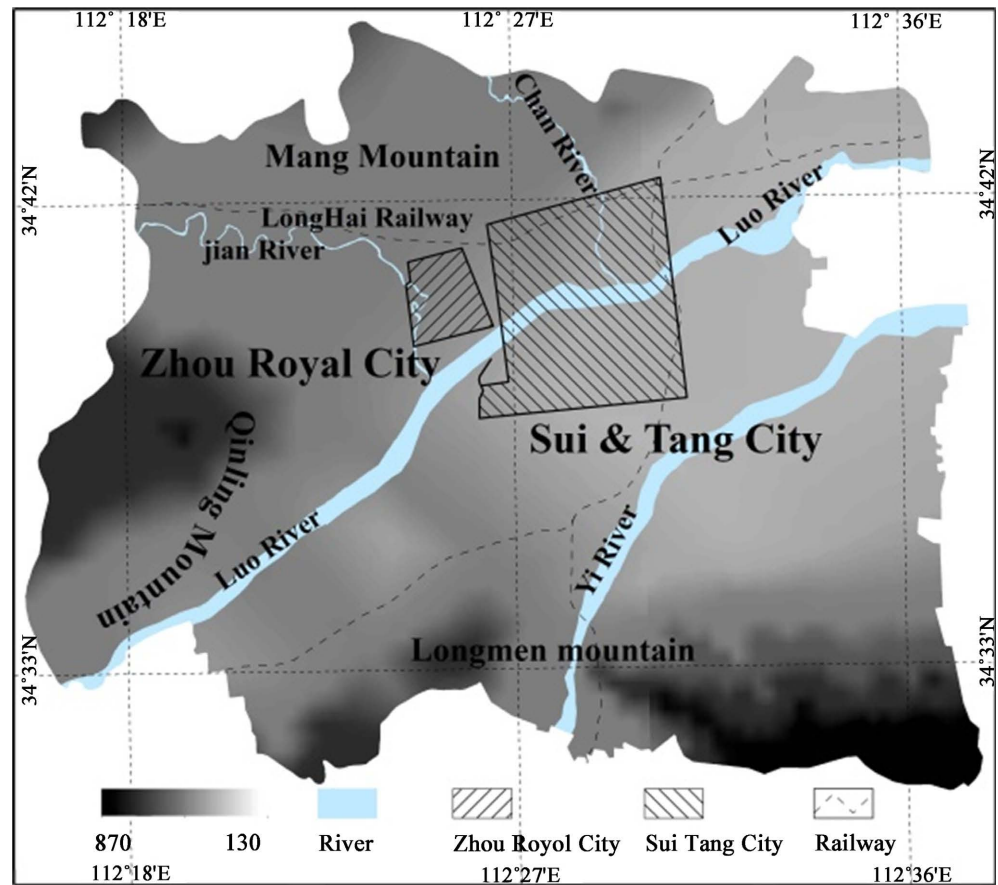 112° 18'E
112° 27'E
112° 36'E
34°42'N
34°42'N
Chan River
Mang Mountain
Luo River
LongHai Railway
jian River
Zhou Royal City
Sui & Tang City
Qinling Mountain
Luo River
Yi River
Longmen mountain
34°33'N
34°33'N
870
130
River
Zhou Royol City
Sui Tang City
Railway
112° 18'E
112° 27'E
112° 36'E